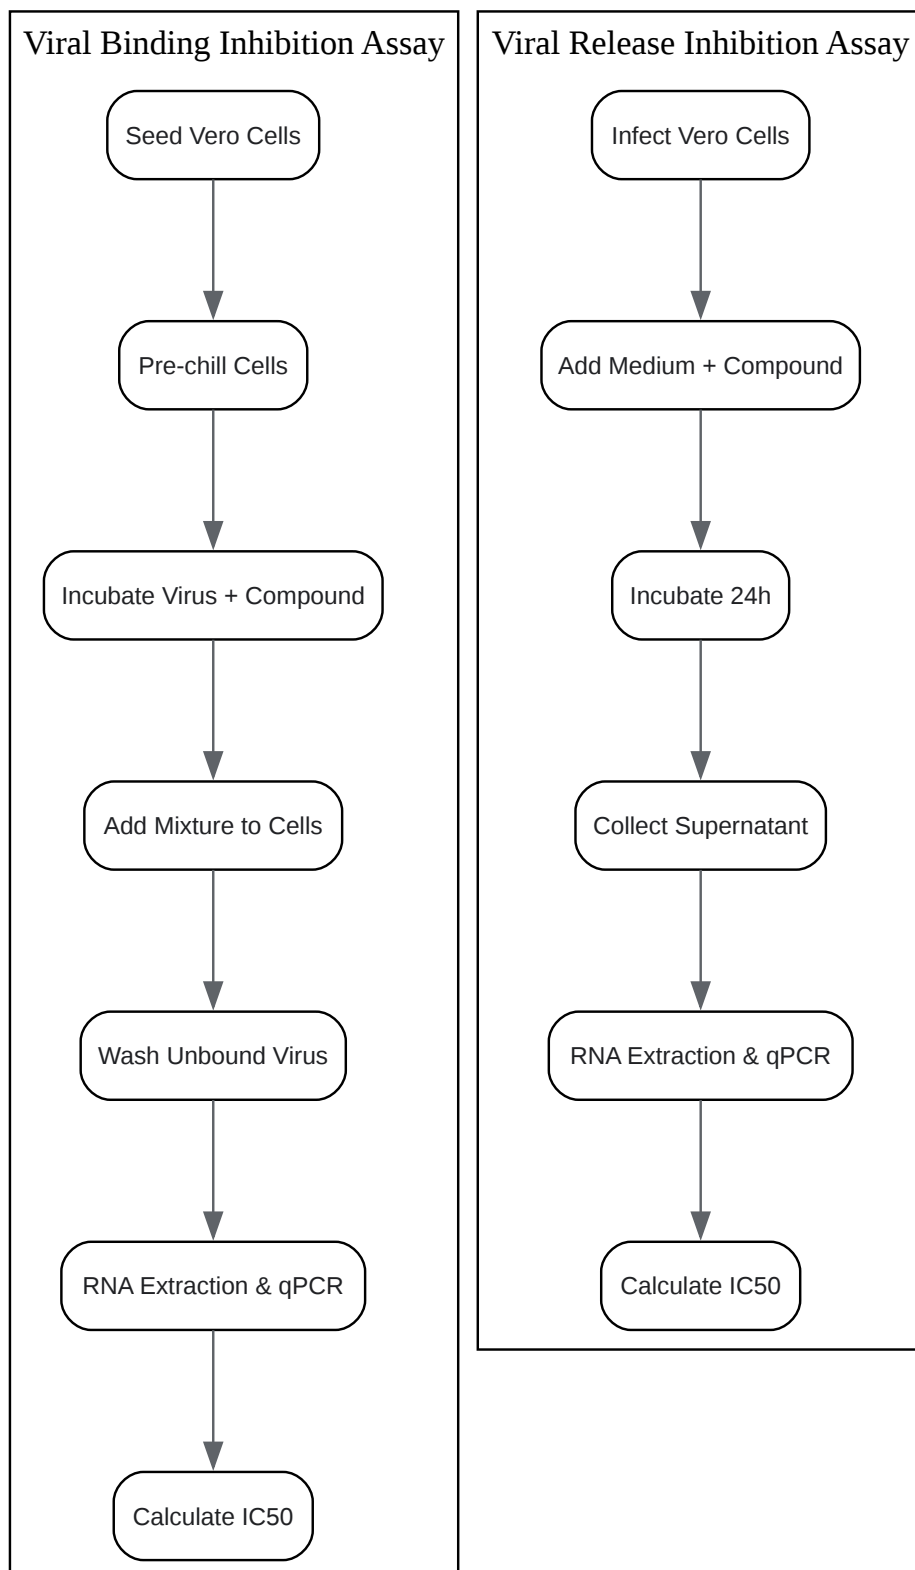 Viral Binding Inhibition Assay
Seed Vero Cells
Pre-chill Cells
Incubate Virus + Compound
Add Mixture to Cells
Wash Unbound Virus
RNA Extraction & qPCR
Calculate IC50
Viral Release Inhibition Assay
Infect Vero Cells
Add Medium + Compound
Incubate 24h
Collect Supernatant
RNA Extraction & qPCR
Calculate IC50